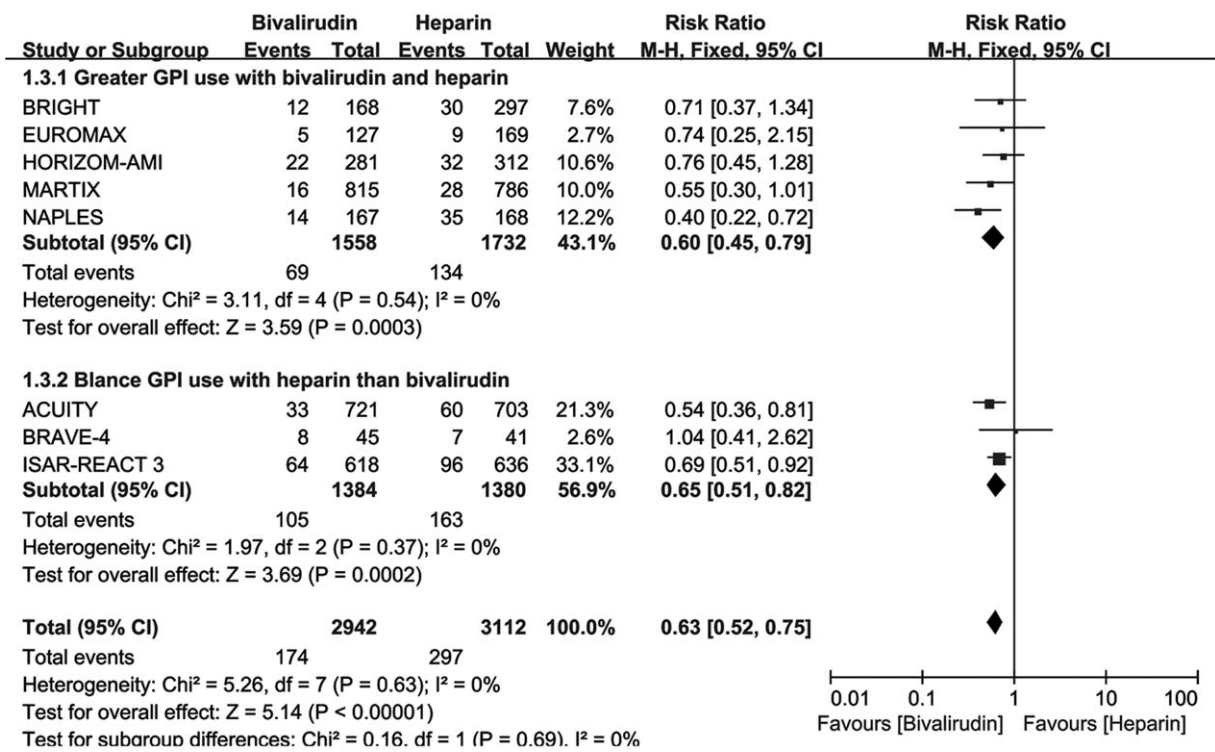 Bivalirudin Heparin Risk Ratio Risk Ratio
Study or Subgroup Events Total Events Total Weight M-H, Fixed, 95% CI M-H, Fixed, 95% CI
1.3.1 Greater GPI use with bivalirudin and heparin
BRIGHT 12 168 30 297 7.6% 0.71 [0.37, 1.34]
EUROMAX 5 127 9 169 2.7% 0.74 [0.25, 2.15]
HORIZOM-AMI 22 281 32 312 10.6% 0.76 [0.45, 1.28]
MARTIX 16 815 28 786 10.0% 0.55 [0.30, 1.01]
NAPLES 14 167 35 168 12.2% 0.40 [0.22, 0.72]
Subtotal (95% CI) 1558 1732 43.1% 0.60 [0.45, 0.79]
Total events 69 134
Heterogeneity: Chi² = 3.11, df = 4 (P = 0.54); I² = 0%
Test for overall effect: Z = 3.59 (P = 0.0003)
1.3.2 Blance GPI use with heparin than bivalirudin
ACUITY 33 721 60 703 21.3% 0.54 [0.36, 0.81]
BRAVE-4 8 45 7 41 2.6% 1.04 [0.41, 2.62]
ISAR-REACT 3 64 618 96 636 33.1% 0.69 [0.51, 0.92]
Subtotal (95% CI) 1384 1380 56.9% 0.65 [0.51, 0.82]
Total events 105 163
Heterogeneity: Chi² = 1.97, df = 2 (P = 0.37); I² = 0%
Test for overall effect: Z = 3.69 (P = 0.0002)
Total (95% CI) 2942 3112 100.0% 0.63 [0.52, 0.75]
Total events 174 297
Heterogeneity: Chi² = 5.26, df = 7 (P = 0.63); I² = 0%
Test for overall effect: Z = 5.14 (P < 0.00001)
Test for subgroup differences: Chi² = 0.16, df = 1 (P = 0.69), I² = 0%
0.01 0.1 1 10 100
Favours [Bivalirudin] Favours [Heparin]